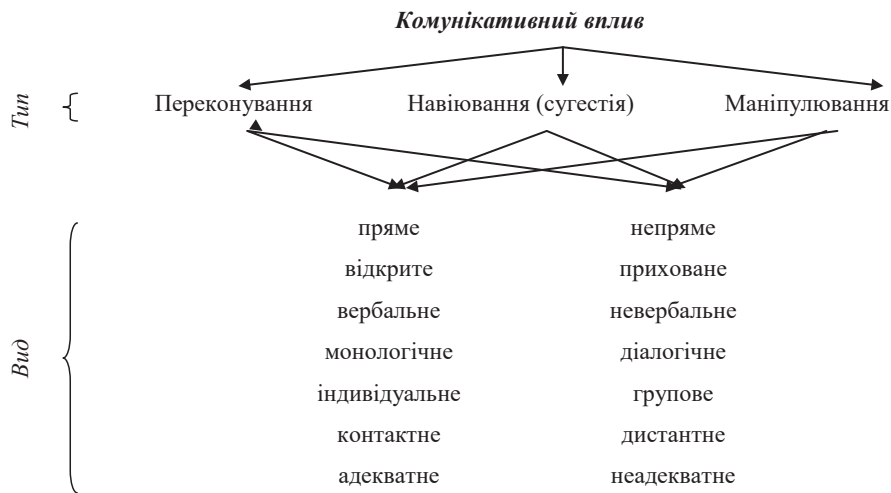 Комунікативний вплив
Тип
Переконування Навіювання (сугестія) Маніпулювання
Вид
пряме непряме
відкрите приховане
вербальне невербальне
монологічне діалогічне
індивідуальне групове
контактне дистантне
адекватне неадекватне